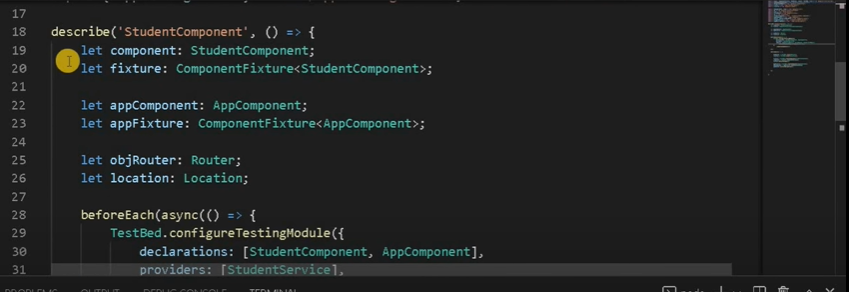 17
18 describe('StudentComponent', () => {
19 let component: StudentComponent;
20 let fixture: ComponentFixture<StudentComponent>;
21
22 let appComponent: AppComponent;
23 let appFixture: ComponentFixture<AppComponent>;
24
25 let objRouter: Router;
26 let location: Location;
27
28 beforeEach(async(() => {
29 TestBed.configureTestingModule({
30 declarations: [StudentComponent, AppComponent],
31 providers: [StudentService],
PROBLEMS OUTPUT DEBUG CONSOLE TERMINAL node